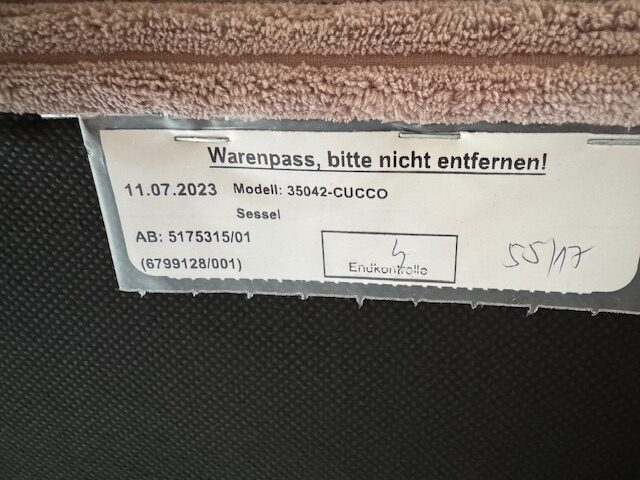 Warenpass, bitte nicht entfernen!
11.07.2023 Modell: 35042-CUCCO
Sessel
AB: 5175315/01
(6799128/001)
Endkontrolle
55/17